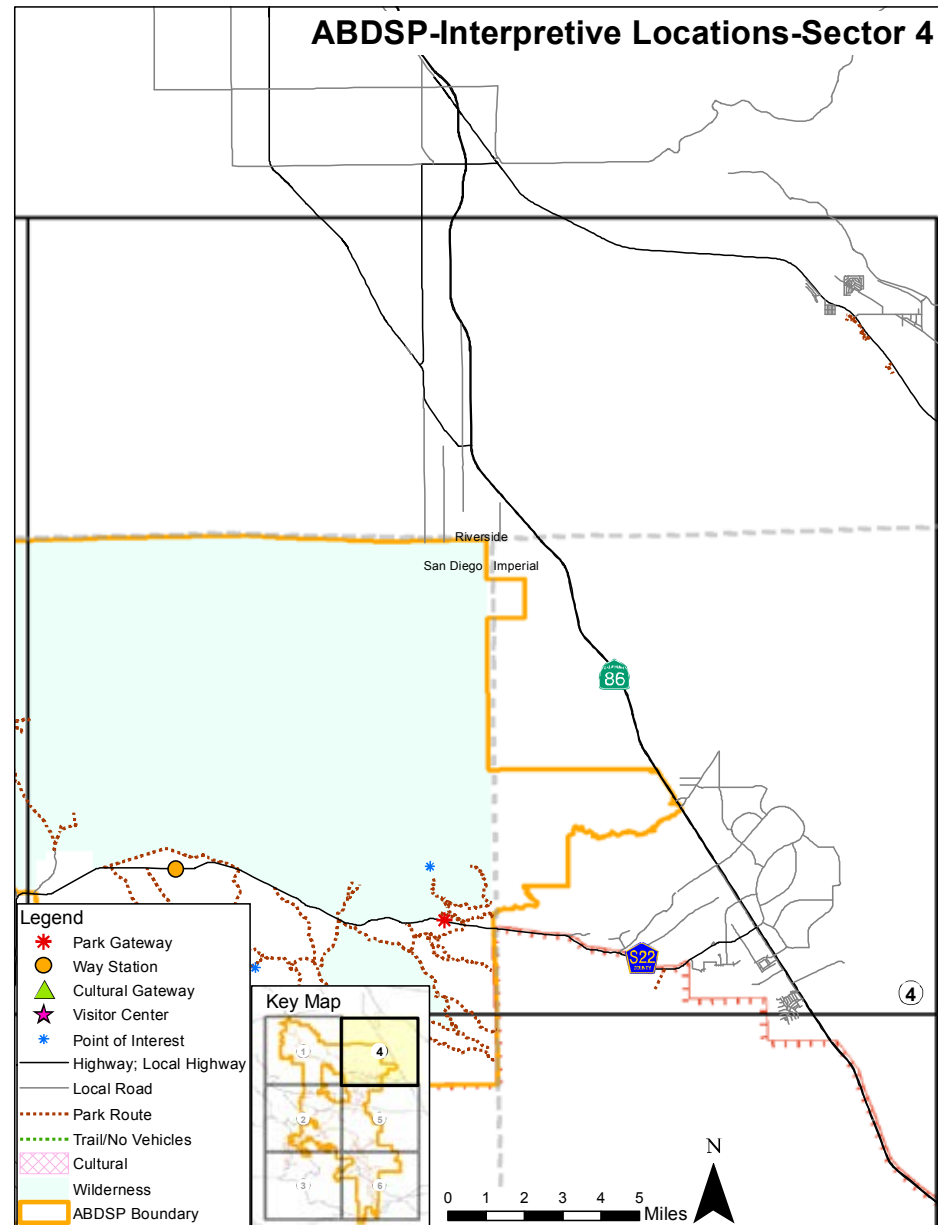 ABDSP-Interpretive Locations-Sector 4
Riverside
San Diego
Imperial
86
S22
4
Legend
Park Gateway
Way Station
Cultural Gateway
Visitor Center
Point of Interest
Highway; Local Highway
Local Road
Park Route
Trail/No Vehicles
Cultural
Wilderness
ABDSP Boundary
Key Map
1
4
2
5
3
6
N
0 1 2 3 4 5
Miles